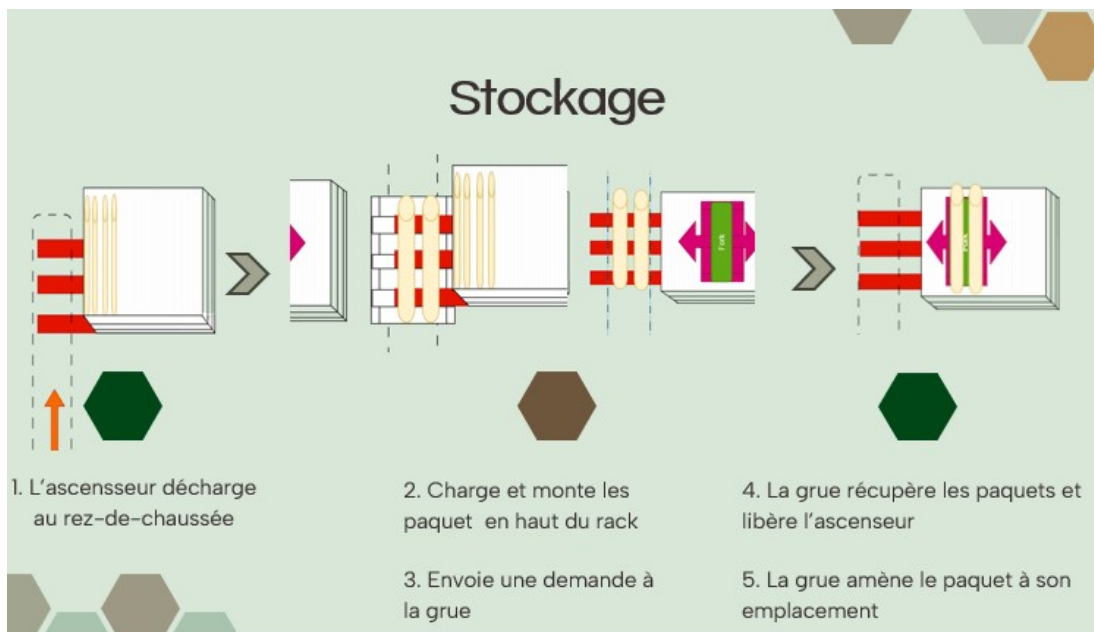 Stockage
Fork
Fork
1. L'ascensseur décharge
au rez-de-chaussée
2. Charge et monte les
paquet en haut du rack
3. Envoie une demande à
la grue
4. La grue récupère les paquets et
libère l'ascenseur
5. La grue amène le paquet à son
emplacement